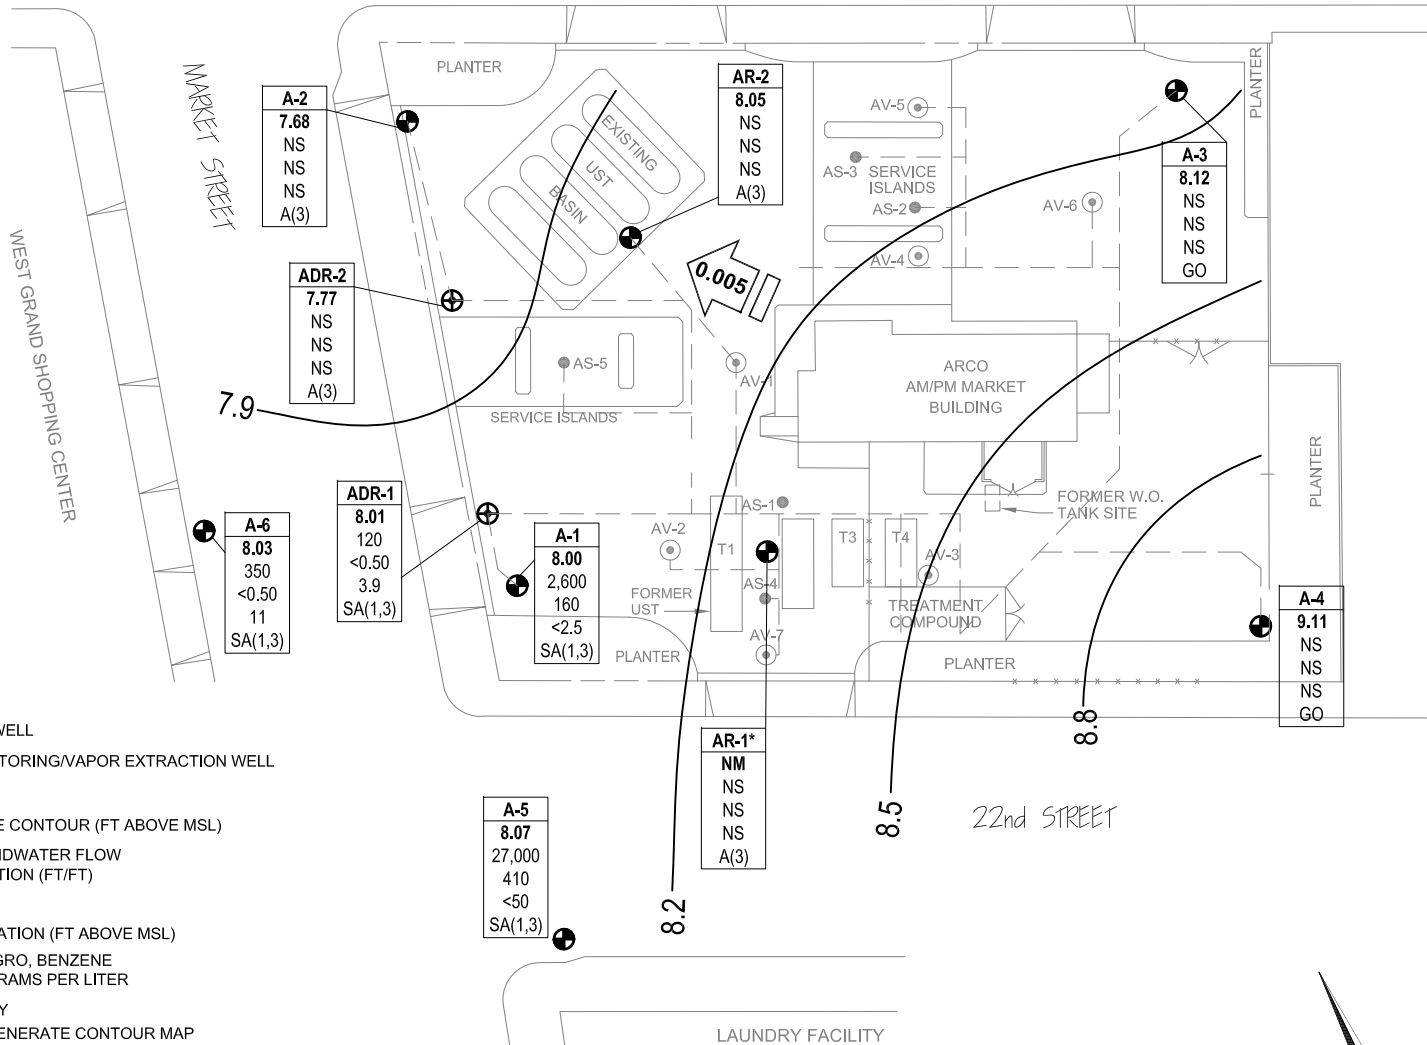 MARKET STREET
WEST GRAND SHOPPING CENTER
PLANTER
A-2
7.68
NS
NS
NS
A(3)
AR-2
8.05
NS
NS
NS
A(3)
PLANTER
A-3
8.12
NS
NS
NS
GO
EXISTING
UST
BASIN
AV-5
AS-3
SERVICE
ISLANDS
AS-2
AV-4
AV-6
ADR-2
7.77
NS
NS
NS
A(3)
0.005
AS-5
SERVICE ISLANDS
AV-1
ARCO
AM/PM MARKET
BUILDING
7.9
PLANTER
ADR-1
8.01
120
<0.50
3.9
SA(1,3)
A-6
8.03
350
<0.50
11
SA(1,3)
A-1
8.00
2,600
160
<2.5
SA(1,3)
AS-1
AV-2
T1
T3
T4
AV-3
FORMER W.O.
TANK SITE
FORMER
UST
AS-4
AV-7
TREATMENT
COMPOUND
PLANTER
PLANTER
A-4
9.11
NS
NS
NS
GO
AR-1*
NM
NS
NS
NS
A(3)
8.8
8.5
8.2
22nd STREET
A-5
8.07
27,000
410
<50
SA(1,3)
WELL
TORING/VAPOR EXTRACTION WELL
E CONTOUR (FT ABOVE MSL)
NDWATER FLOW
TION (FT/FT)
ATION (FT ABOVE MSL)
GRO, BENZENE
RAMS PER LITER
Y
ENERATE CONTOUR MAP
LAUNDRY FACILITY